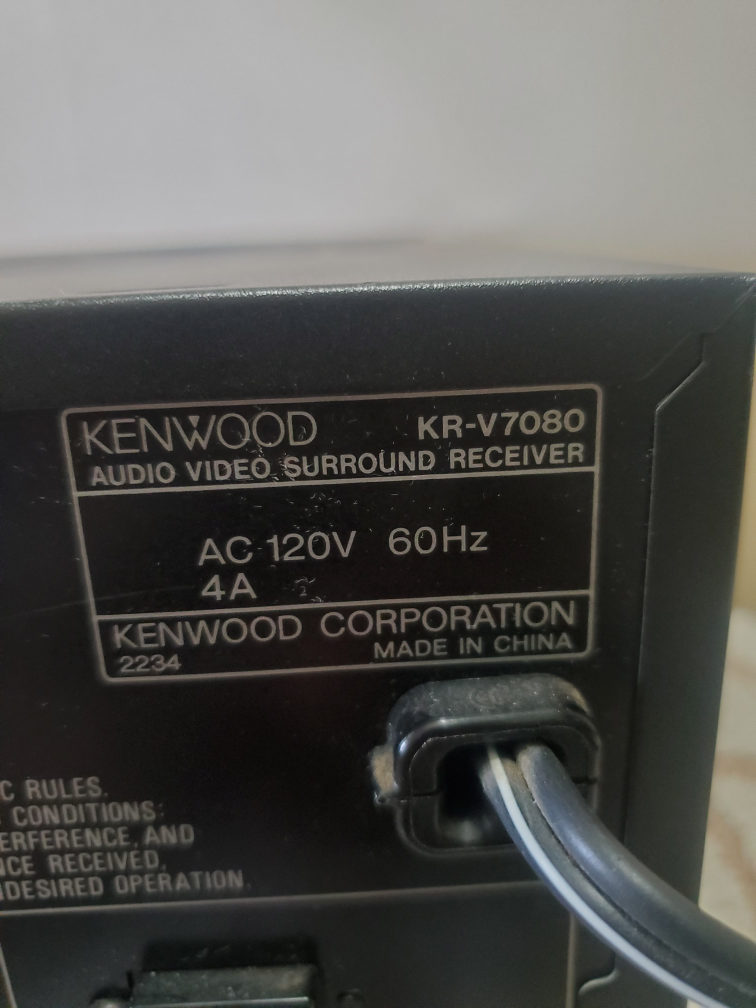 KENWOOD KR-V7080
AUDIO VIDEO SURROUND RECEIVER
AC 120V 60Hz
4A
KENWOOD CORPORATION
2234 MADE IN CHINA
C RULES.
CONDITIONS:
ERFERENCE, AND
NCE RECEIVED,
DESIRED OPERATION.